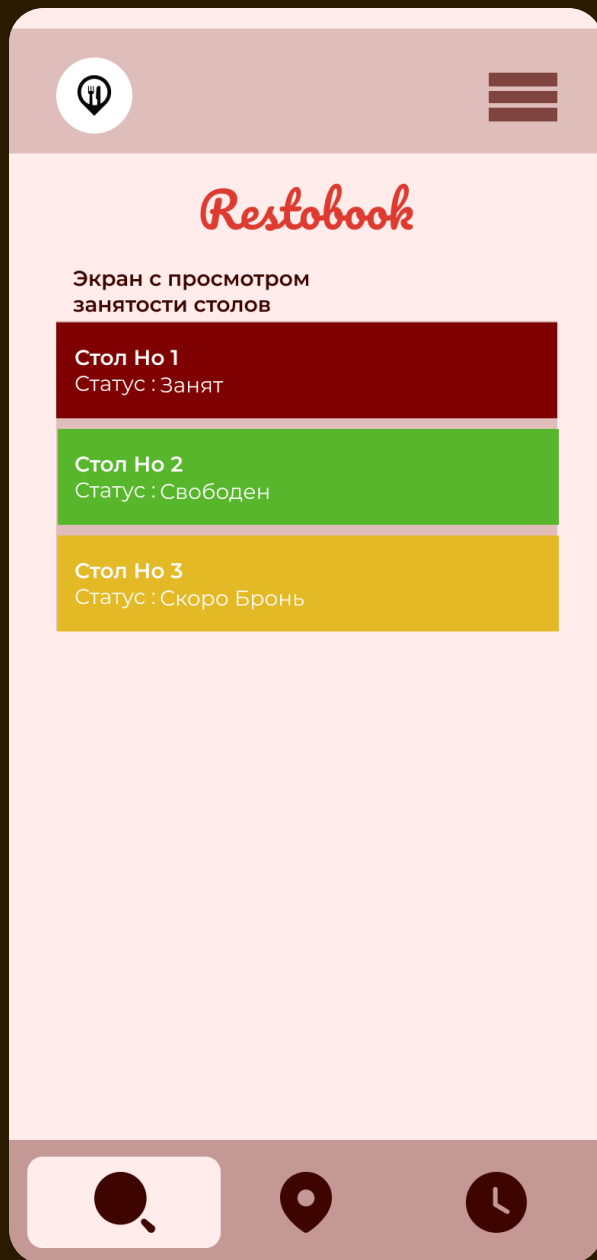 Restobook
Экран с просмотром
занятости столов
Стол Но 1
Статус : Занят
Стол Но 2
Статус : Свободен
Стол Но 3
Статус : Скоро Бронь